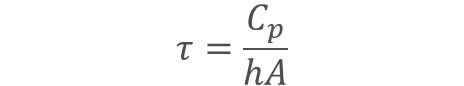 τ = C_p / hA